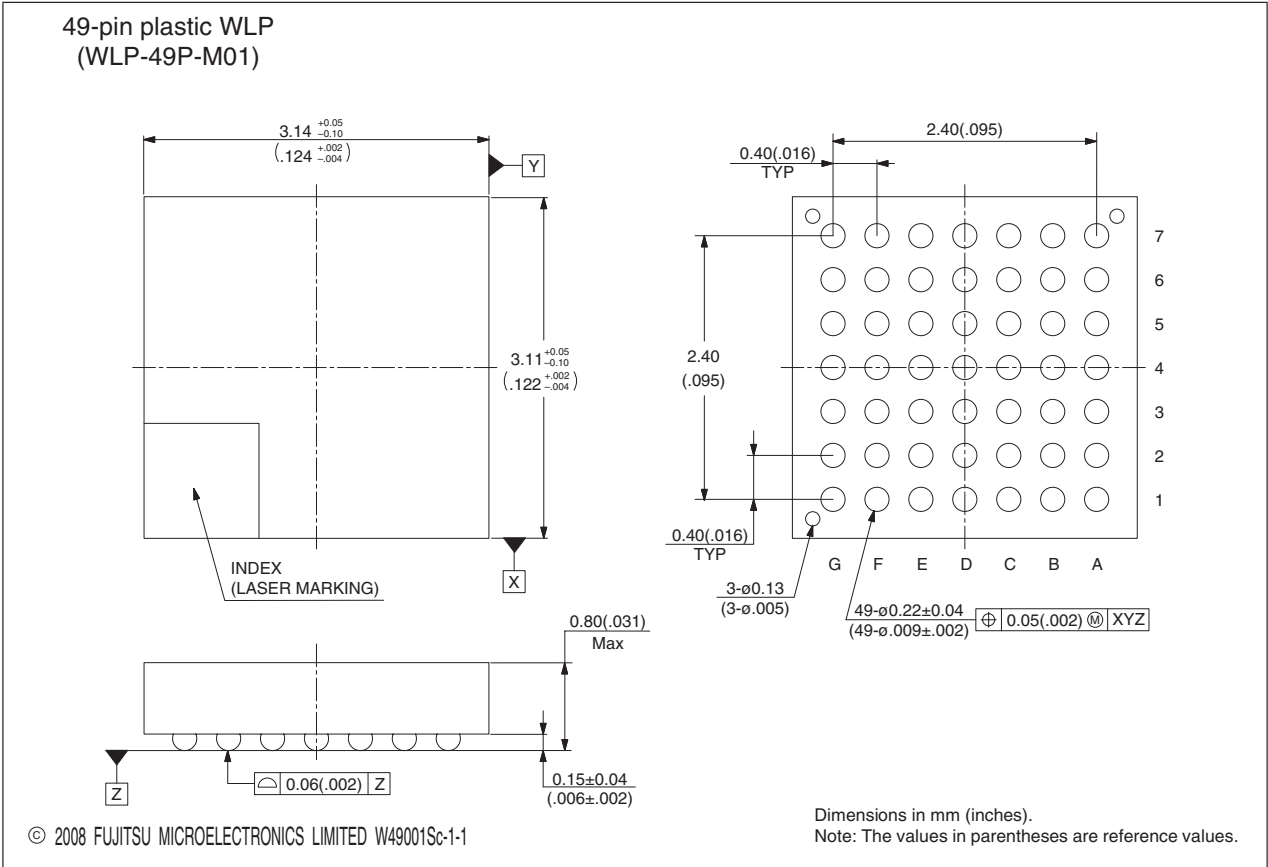 49-pin plastic WLP
(WLP-49P-M01)
3.14 +0.05 −0.10
(.124 +.002 −.004)
Y
3.11 +0.05 −0.10
(.122 +.002 −.004)
INDEX
(LASER MARKING)
X
2.40(.095)
0.40(.016)
TYP
7
6
5
4
3
2
1
2.40
(.095)
0.40(.016)
TYP
G F E D C B A
3-ø0.13
(3-ø.005)
49-ø0.22±0.04
(49-ø.009±.002)
⌖ 0.05(.002) Ⓜ XYZ
0.80(.031)
Max
Z
⌓ 0.06(.002) Z
0.15±0.04
(.006±.002)
© 2008 FUJITSU MICROELECTRONICS LIMITED W49001Sc-1-1
Dimensions in mm (inches).
Note: The values in parentheses are reference values.